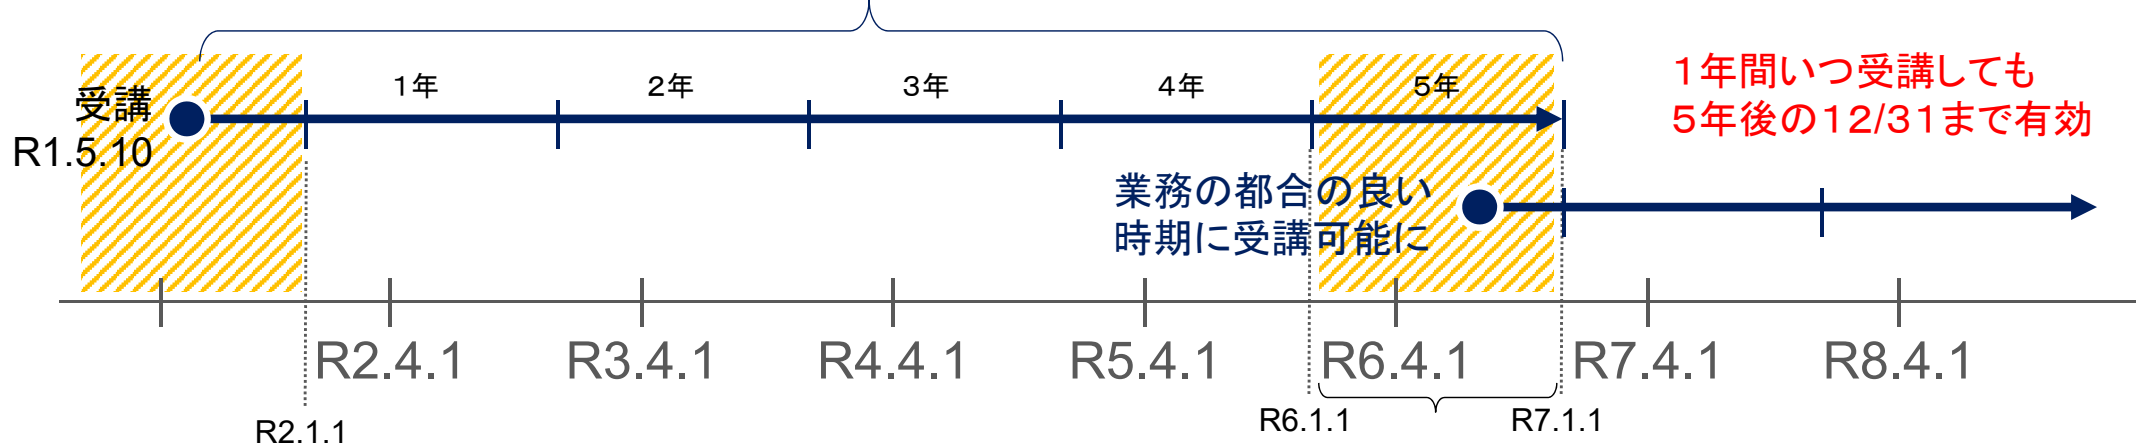 1年
2年
3年
4年
5年
1年間いつ受講しても
5年後の12/31まで有効
受講
R1.5.10
業務の都合の良い
時期に受講可能に
R2.4.1
R3.4.1
R4.4.1
R5.4.1
R6.4.1
R7.4.1
R8.4.1
R2.1.1
R6.1.1
R7.1.1